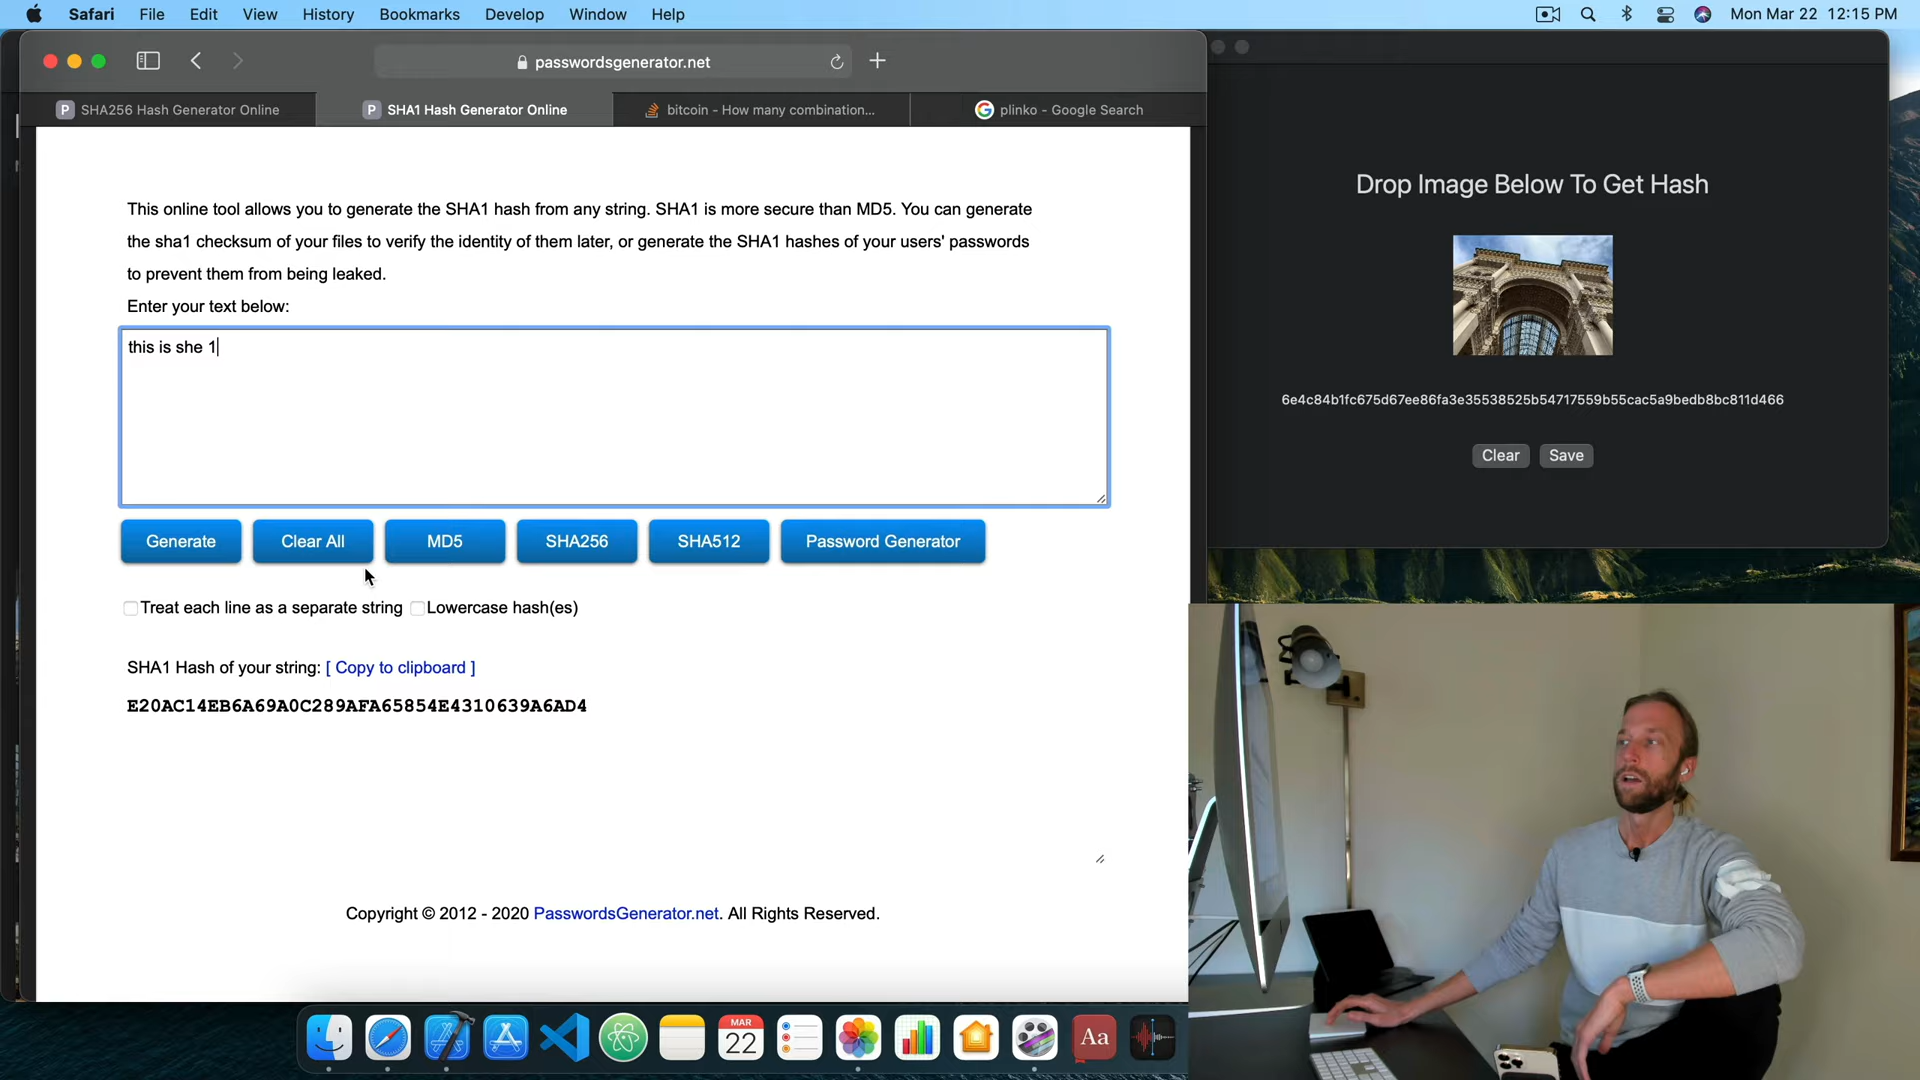 Safari File Edit View History Bookmarks Develop Window Help
Mon Mar 22 12:15 PM
passwordsgenerator.net
SHA256 Hash Generator Online
SHA1 Hash Generator Online
bitcoin - How many combination...
plinko - Google Search
This online tool allows you to generate the SHA1 hash from any string. SHA1 is more secure than MD5. You can generate
the sha1 checksum of your files to verify the identity of them later, or generate the SHA1 hashes of your users' passwords
to prevent them from being leaked.
Enter your text below:
this is she 1
Generate
Clear All
MD5
SHA256
SHA512
Password Generator
Treat each line as a separate string
Lowercase hash(es)
SHA1 Hash of your string: [ Copy to clipboard ]
E20AC14EB6A69A0C289AFA65854E4310639A6AD4
Copyright © 2012 - 2020 PasswordsGenerator.net. All Rights Reserved.
Drop Image Below To Get Hash
6e4c84b1fc675d67ee86fa3e35538525b54717559b55cac5a9bedb8bc811d466
Clear
Save
MAR
22
Aa